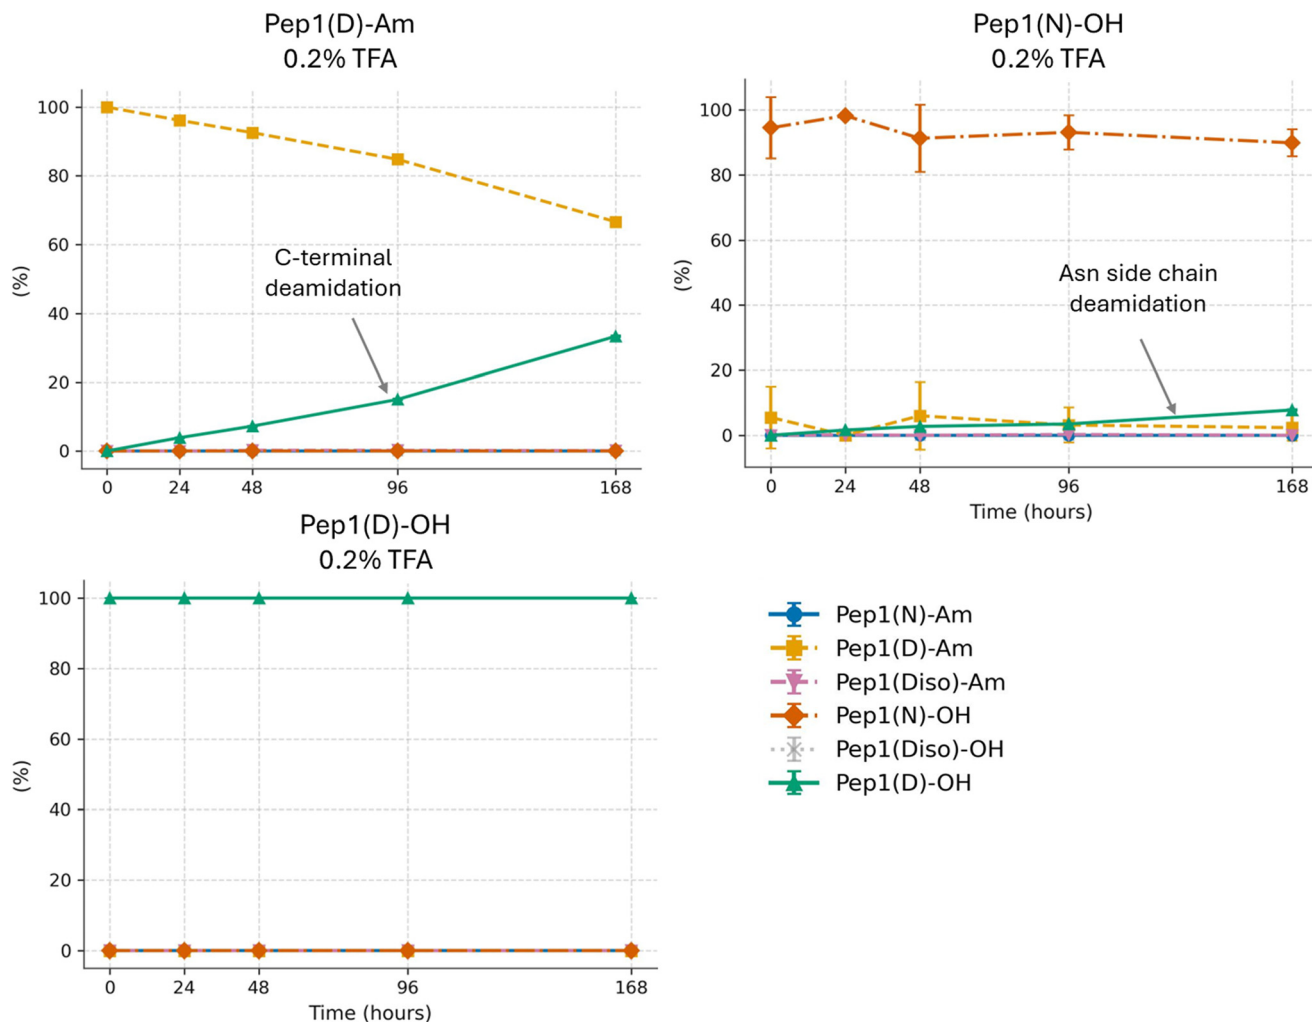 Pep1(D)-Am
0.2% TFA
100
80
60
40
20
0
(%)
C-terminal
deamidation
0 24 48 96 168
Pep1(N)-OH
0.2% TFA
100
80
60
40
20
0
(%)
Asn side chain
deamidation
0 24 48 96 168
Time (hours)
Pep1(D)-OH
0.2% TFA
100
80
60
40
20
0
(%)
0 24 48 96 168
Time (hours)
Pep1(N)-Am
Pep1(D)-Am
Pep1(Diso)-Am
Pep1(N)-OH
Pep1(Diso)-OH
Pep1(D)-OH